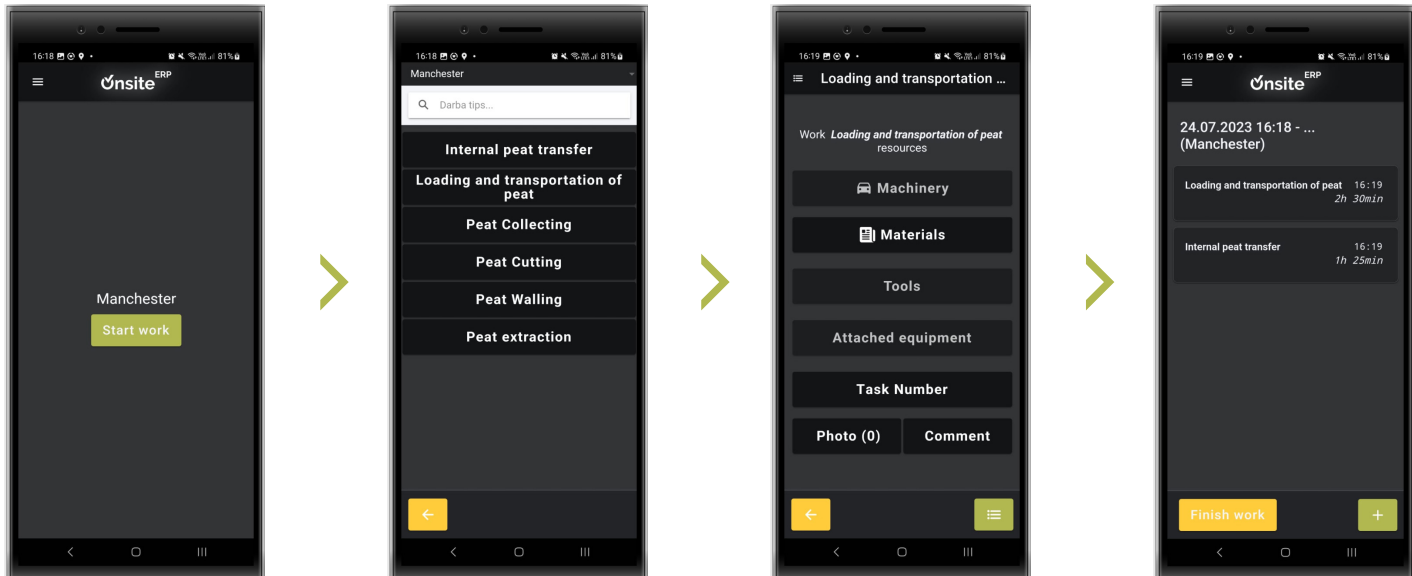 16:18
81%
Onsite ERP
Manchester
Start work
16:18
81%
Manchester
Darba tips...
Internal peat transfer
Loading and transportation of
peat
Peat Collecting
Peat Cutting
Peat Walling
Peat extraction
16:19
81%
Loading and transportation ...
Work Loading and transportation of peat
resources
Machinery
Materials
Tools
Attached equipment
Task Number
Photo (0) Comment
16:19
81%
Onsite ERP
24.07.2023 16:18 - ...
(Manchester)
Loading and transportation of peat 16:19
2h 30min
Internal peat transfer 16:19
1h 25min
Finish work +